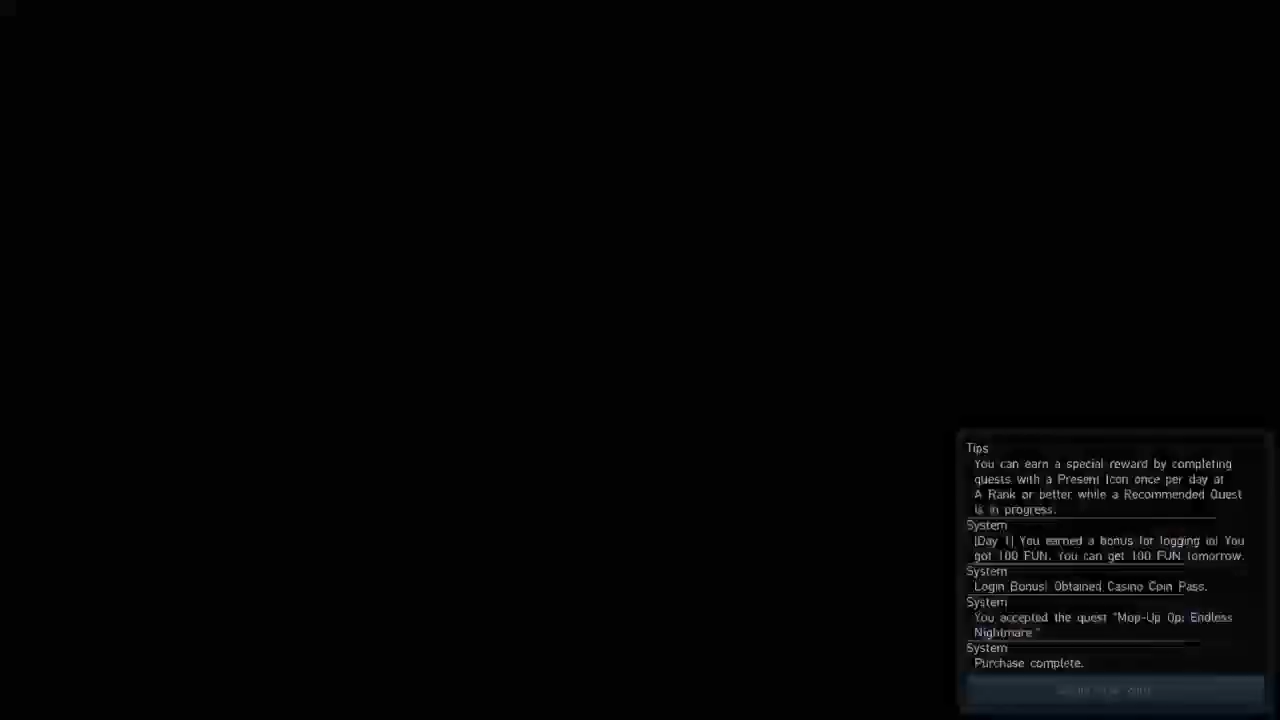 Tips
You can earn a special reward by completing
quests with a Present Icon once per day at
A Rank or better while a Recommended Quest
is in progress.
System
[Day 1] You earned a bonus for logging in! You
got 100 FUN. You can get 100 FUN tomorrow.
System
Login Bonus! Obtained Casino Coin Pass.
System
You accepted the quest "Mop-Up Op: Endless
Nightmare."
System
Purchase complete.